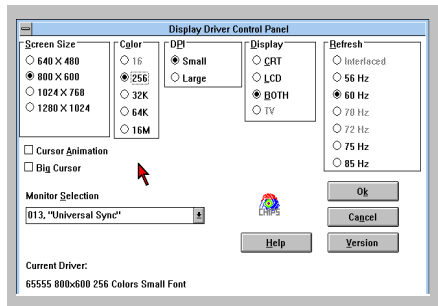 Display Driver Control Panel
Screen Size
640 X 480
800 X 600
1024 X 768
1280 X 1024
Color
16
256
32K
64K
16M
DPI
Small
Large
Display
CRT
LCD
BOTH
TV
Refresh
Interlaced
56 Hz
60 Hz
70 Hz
72 Hz
75 Hz
85 Hz
Cursor Animation
Big Cursor
Monitor Selection
013, "Universal Sync"
CHIPS
Ok
Cancel
Help
Version
Current Driver:
65555 800x600 256 Colors Small Font